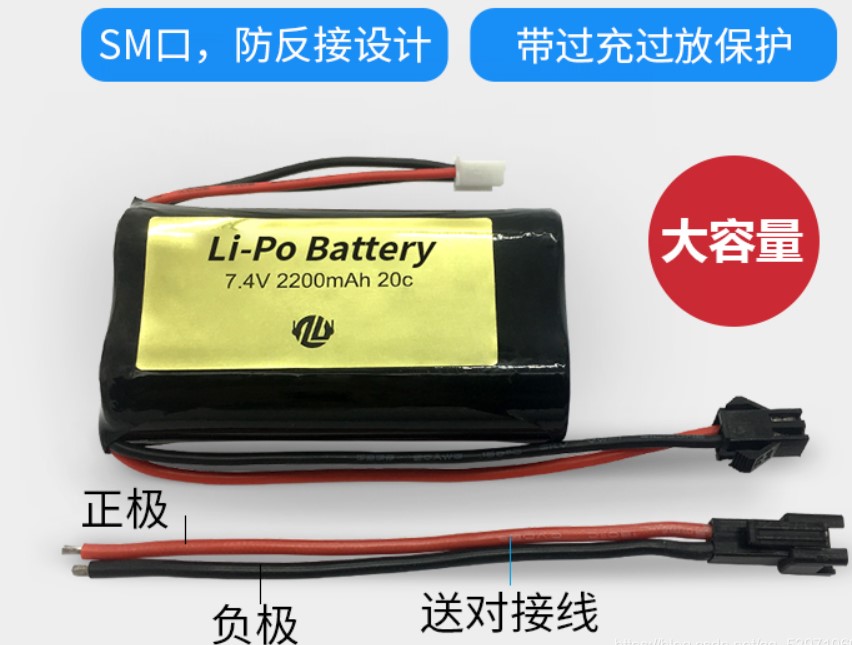 SM口，防反接设计
带过充过放保护
大容量
Li-Po Battery
7.4V 2200mAh 20c
正极
负极
送对接线